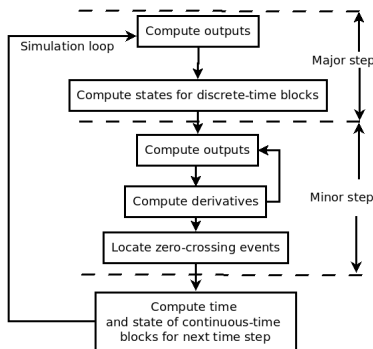 Compute outputs
Simulation loop
Major step
Compute states for discrete-time blocks
Compute outputs
Compute derivatives
Minor step
Locate zero-crossing events
Compute time
and state of continuous-time
blocks for next time step